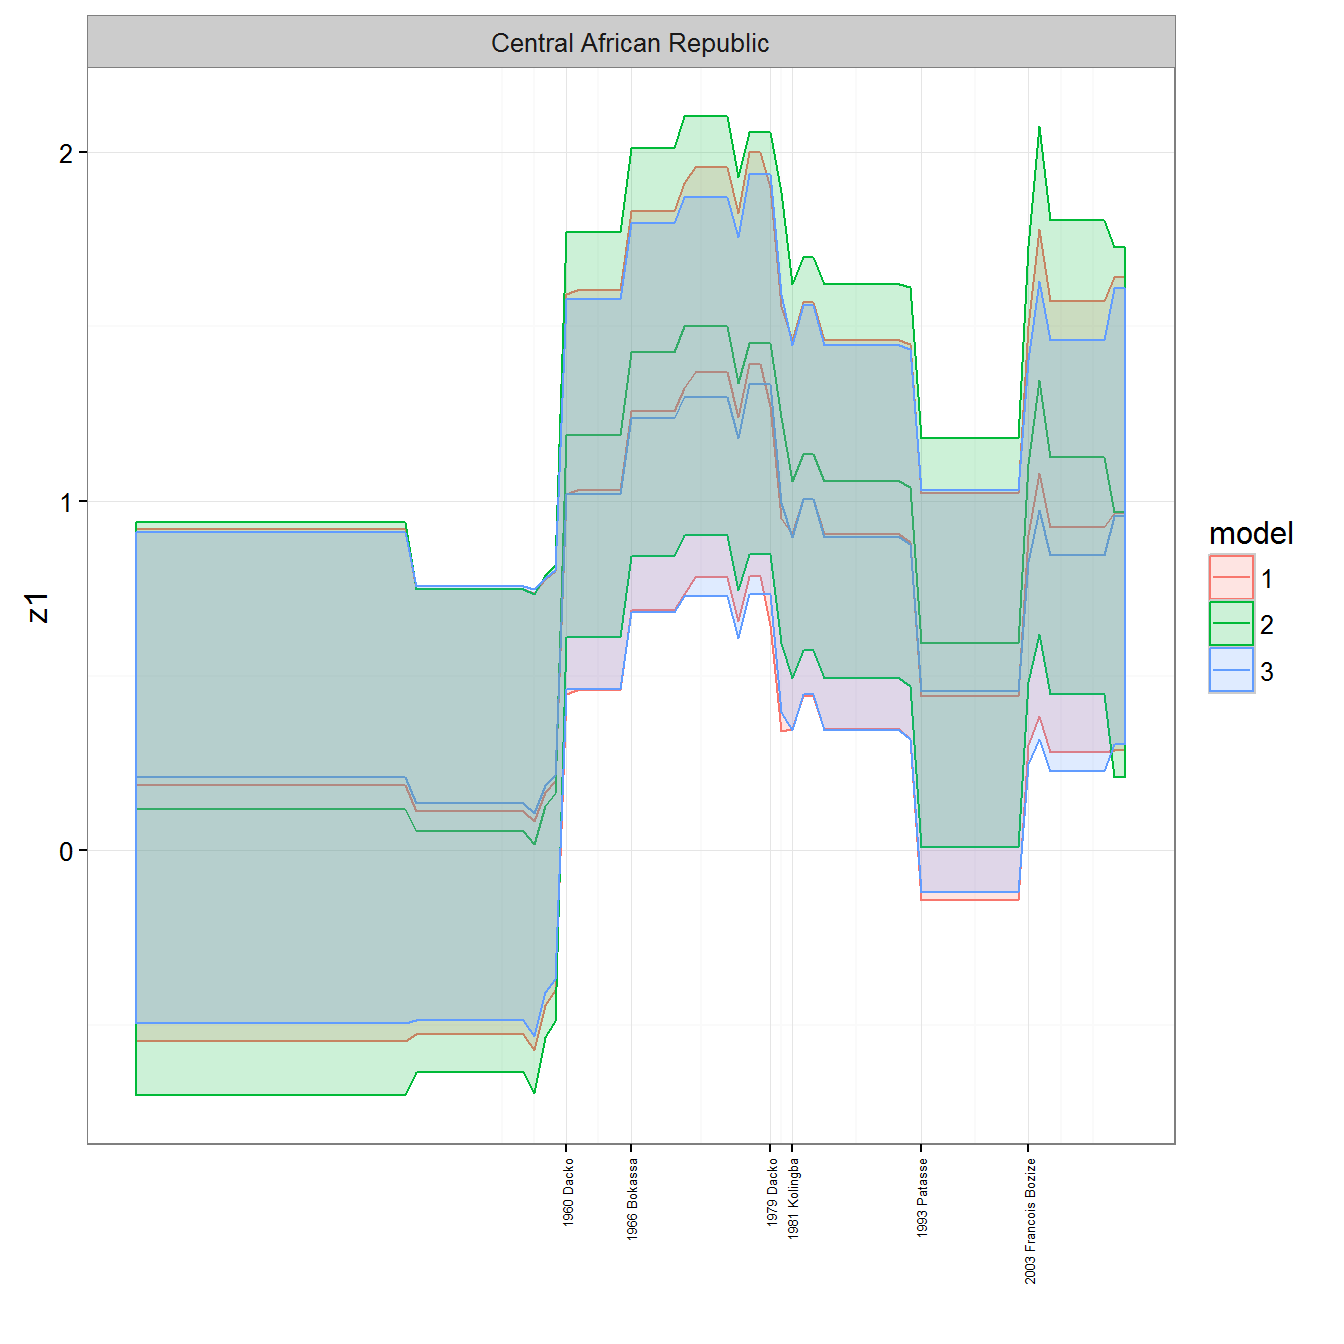 Central African Republic
z1
2
1
0
model
1
2
3
1960 Dacko
1966 Bokassa
1979 Dacko
1981 Kolingba
1993 Patasse
2003 Francois Bozize